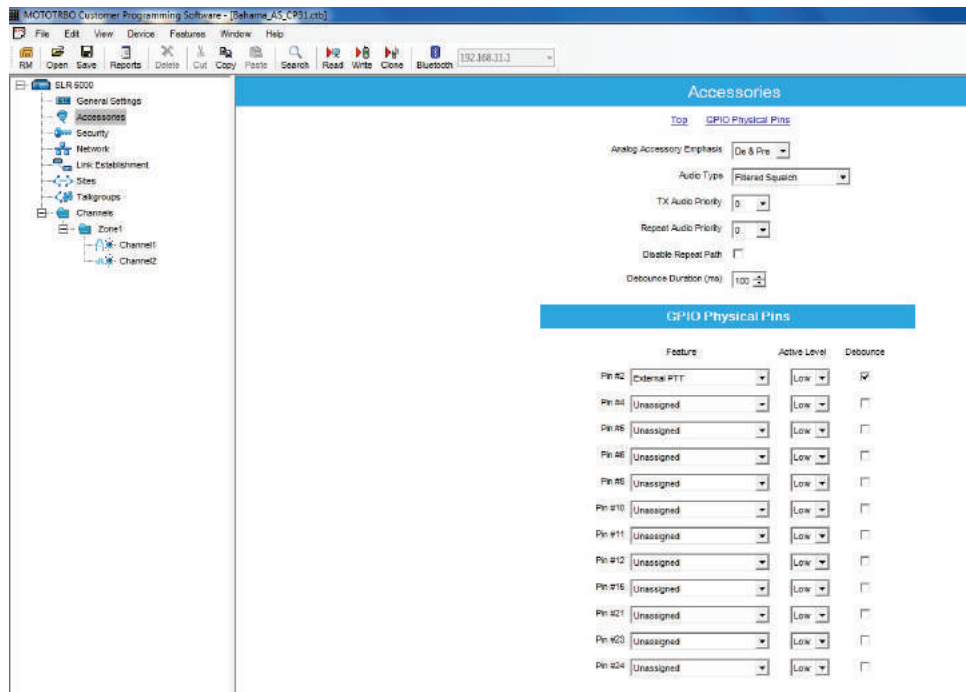 MOTOTRBO Customer Programming Software - [Bahama_AS_CPS1.ctb]
File Edit View Device Features Window Help
RM Open Save Reports Delete Cut Copy Paste Search Read Write Clone Bluetooth 192.168.11.1
SLR 5000
General Settings
Accessories
Security
Network
Link Establishment
Sites
Talkgroups
Channels
Zone1
Channel1
Channel2
Accessories
Top GPIO Physical Pins
Analog Accessory Emphasis De & Pre
Audio Type Filtered Squelch
TX Audio Priority 0
Repeat Audio Priority 0
Disable Repeat Path
Debounce Duration (ms) 100
GPIO Physical Pins
Feature Active Level Debounce
Pin #2 External PTT Low
Pin #4 Unassigned Low
Pin #5 Unassigned Low
Pin #6 Unassigned Low
Pin #8 Unassigned Low
Pin #10 Unassigned Low
Pin #11 Unassigned Low
Pin #12 Unassigned Low
Pin #15 Unassigned Low
Pin #21 Unassigned Low
Pin #23 Unassigned Low
Pin #24 Unassigned Low